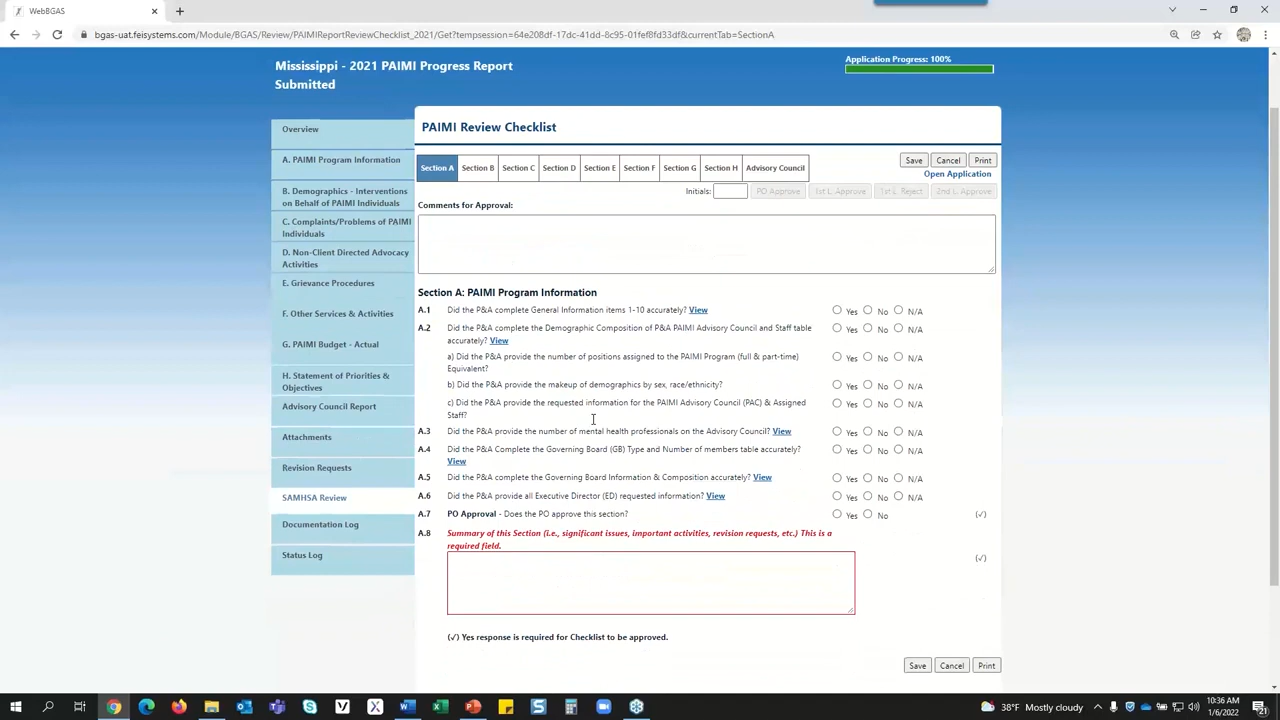 WebBGAS
bgas-uat.feisystems.com/Module/BGAS/Review/PAIMIReportReviewChecklist_2021/Get?tempsession=64e208df-17dc-41dd-8c95-01fef8fd33df&currentTab=SectionA
Mississippi - 2021 PAIMI Progress Report
Submitted
Application Progress: 100%
Overview
A. PAIMI Program Information
B. Demographics - Interventions
on Behalf of PAIMI Individuals
C. Complaints/Problems of PAIMI
Individuals
D. Non-Client Directed Advocacy
Activities
E. Grievance Procedures
F. Other Services & Activities
G. PAIMI Budget - Actual
H. Statement of Priorities &
Objectives
Advisory Council Report
Attachments
Revision Requests
SAMHSA Review
Documentation Log
Status Log
PAIMI Review Checklist
Section A Section B Section C Section D Section E Section F Section G Section H Advisory Council
Save Cancel Print
Open Application
Initials: PO Approve 1st L. Approve 1st L. Reject 2nd L. Approve
Comments for Approval:
Section A: PAIMI Program Information
A.1 Did the P&A complete General Information items 1-10 accurately? View Yes No N/A
A.2 Did the P&A complete the Demographic Composition of P&A PAIMI Advisory Council and Staff table Yes No N/A
accurately? View
a) Did the P&A provide the number of positions assigned to the PAIMI Program (full & part-time) Yes No N/A
Equivalent?
b) Did the P&A provide the makeup of demographics by sex, race/ethnicity? Yes No N/A
c) Did the P&A provide the requested information for the PAIMI Advisory Council (PAC) & Assigned Yes No N/A
Staff?
A.3 Did the P&A provide the number of mental health professionals on the Advisory Council? View Yes No N/A
A.4 Did the P&A Complete the Governing Board (GB) Type and Number of members table accurately? Yes No N/A
View
A.5 Did the P&A complete the Governing Board Information & Composition accurately? View Yes No N/A
A.6 Did the P&A provide all Executive Director (ED) requested information? View Yes No N/A
A.7 PO Approval - Does the PO approve this section? Yes No (✓)
A.8 Summary of this Section (i.e., significant issues, important activities, revision requests, etc.) This is a
required field.
(✓)
(✓) Yes response is required for Checklist to be approved.
Save Cancel Print
38°F Mostly cloudy
10:36 AM
1/6/2022